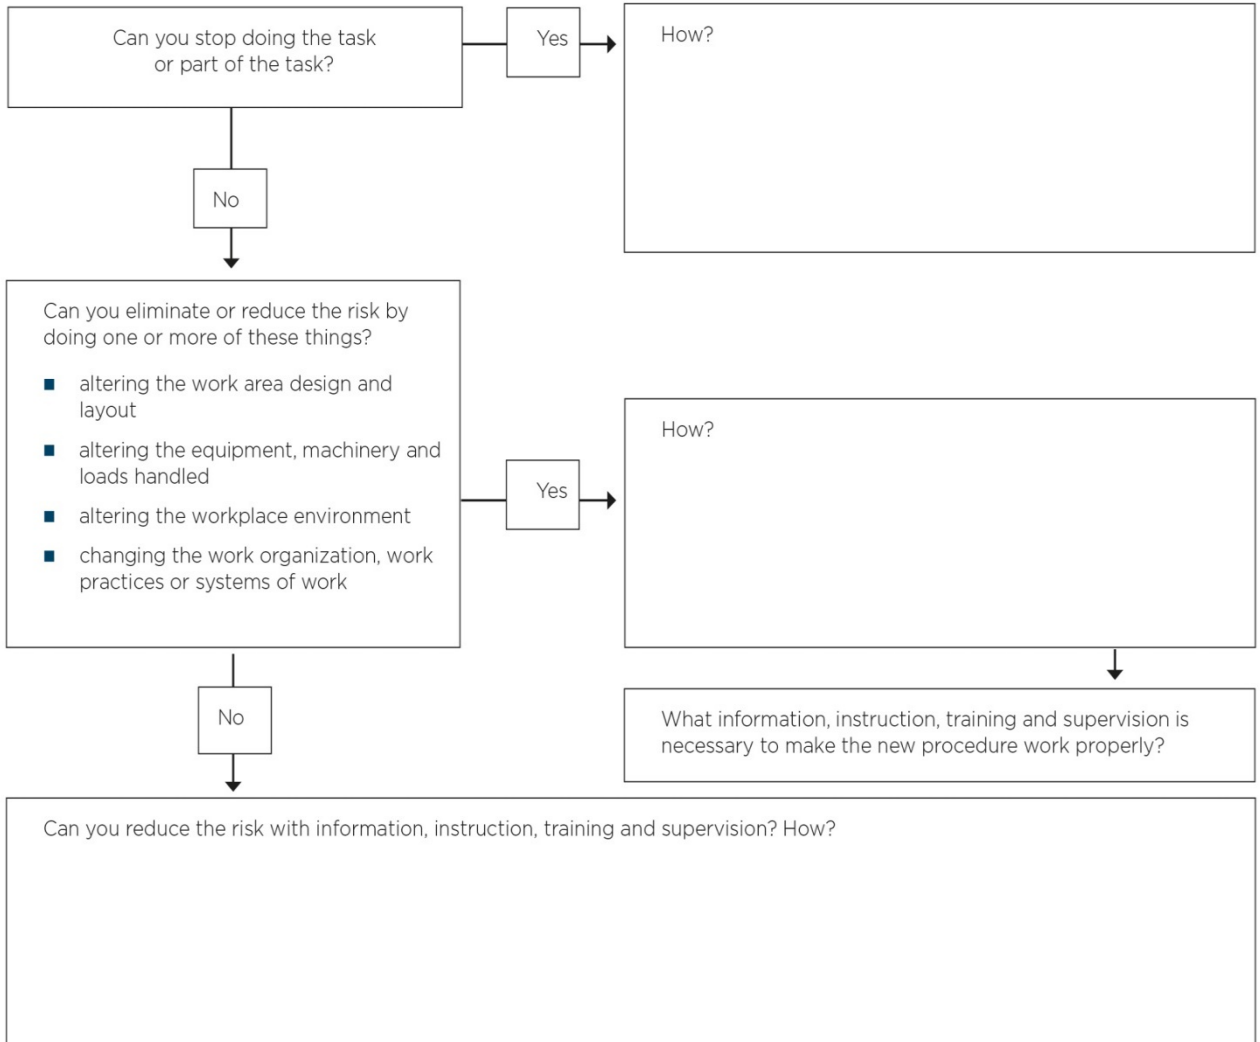 Can you stop doing the task
or part of the task?
Yes
How?
No
Can you eliminate or reduce the risk by
doing one or more of these things?
■ altering the work area design and
layout
■ altering the equipment, machinery and
loads handled
■ altering the workplace environment
■ changing the work organization, work
practices or systems of work
Yes
How?
No
What information, instruction, training and supervision is
necessary to make the new procedure work properly?
Can you reduce the risk with information, instruction, training and supervision? How?